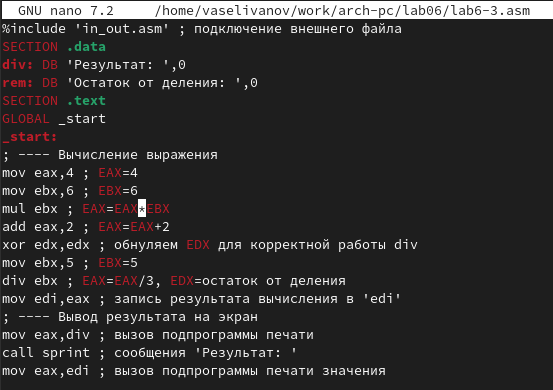 GNU nano 7.2 /home/vaselivanov/work/arch-pc/lab06/lab6-3.asm
%include 'in_out.asm' ; подключение внешнего файла
SECTION .data
div: DB 'Результат: ',0
rem: DB 'Остаток от деления: ',0
SECTION .text
GLOBAL _start
_start:
; ---- Вычисление выражения
mov eax,4 ; EAX=4
mov ebx,6 ; EBX=6
mul ebx ; EAX=EAX*EBX
add eax,2 ; EAX=EAX+2
xor edx,edx ; обнуляем EDX для корректной работы div
mov ebx,5 ; EBX=5
div ebx ; EAX=EAX/3, EDX=остаток от деления
mov edi,eax ; запись результата вычисления в 'edi'
; ---- Вывод результата на экран
mov eax,div ; вызов подпрограммы печати
call sprint ; сообщения 'Результат: '
mov eax,edi ; вызов подпрограммы печати значения